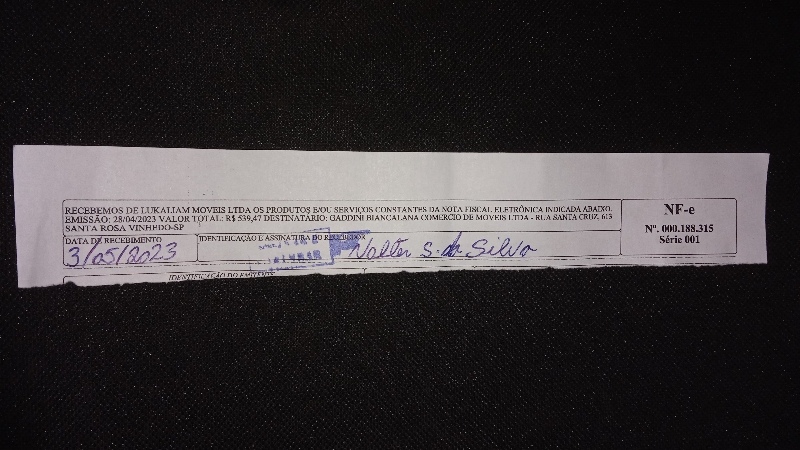 RECEBEMOS DE LUKALIAM MOVEIS LTDA OS PRODUTOS E/OU SERVIÇOS CONSTANTES DA NOTA FISCAL ELETRÔNICA INDICADA ABAIXO.
EMISSÃO: 28/04/2023 VALOR TOTAL: R$ 539,47 DESTINATÁRIO: GADDINI BIANCALANA COMERCIO DE MOVEIS LTDA - RUA SANTA CRUZ, 613
SANTA ROSA VINHEDO-SP
NF-e
Nº. 000.188.315
Série 001
DATA DE RECEBIMENTO
3/05/2023
IDENTIFICAÇÃO E ASSINATURA DO RECEBEDOR
Nalter S. da Silva
IDENTIFICAÇÃO DO EMITENTE